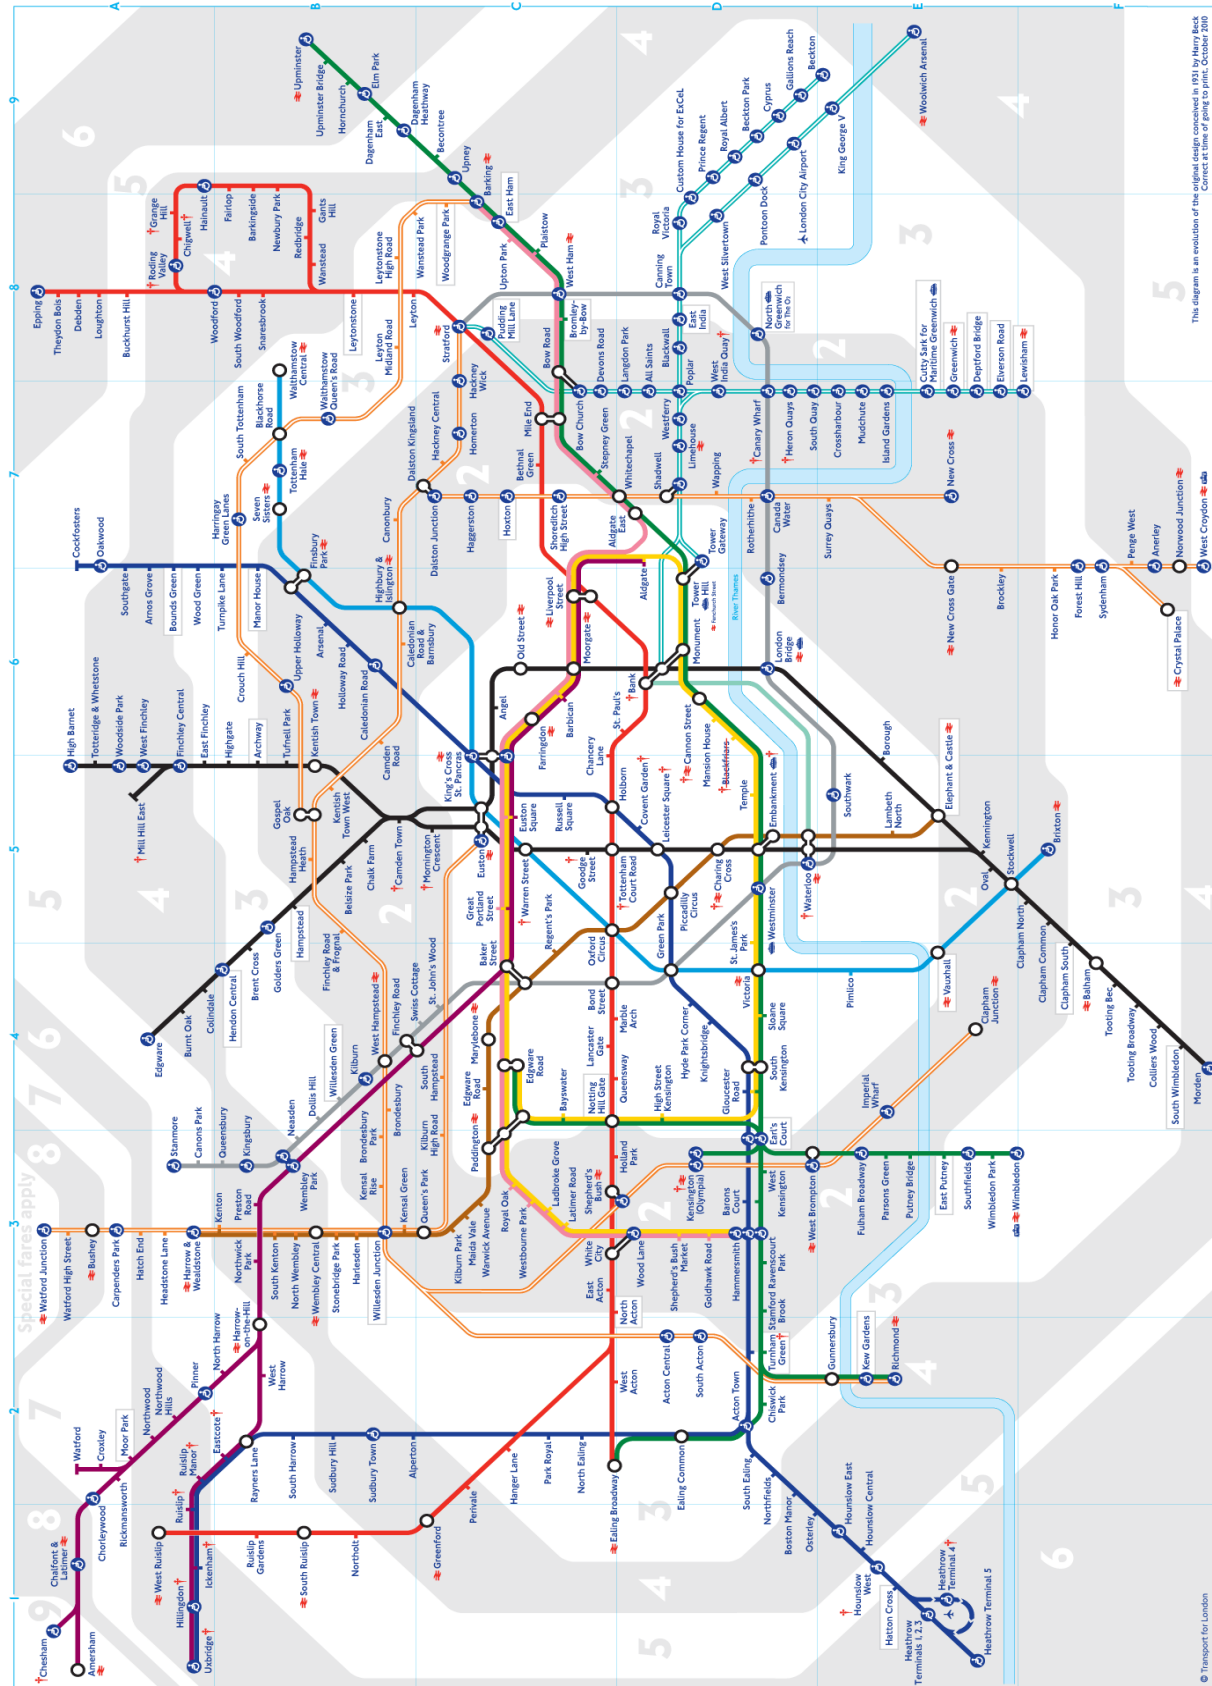 A
B
C
D
E
F
1
2
3
4
5
6
7
8
9
Special fares apply
Chesham
Amersham
Chalfont &
Latimer
Chorleywood
Rickmansworth
Watford
Croxley
Moor Park
Northwood
Northwood
Hills
Pinner
North Harrow
Harrow-
on-the-Hill
Northwick
Park
Preston
Road
Wembley
Park
West
Harrow
Uxbridge
Hillingdon
Ickenham
Ruislip
Ruislip
Manor
Eastcote
Rayners Lane
South Harrow
Sudbury Hill
Sudbury Town
Alperton
Park Royal
North Ealing
West Ruislip
Ruislip
Gardens
South Ruislip
Northolt
Greenford
Perivale
Hanger Lane
Ealing Broadway
West
Acton
North
Acton
East
Acton
White
City
Shepherd's
Bush
Holland
Park
Notting
Hill Gate
Queensway
Lancaster
Gate
Marble
Arch
Bond
Street
Oxford
Circus
Tottenham
Court Road
Holborn
Chancery
Lane
St. Paul's
Bank
Liverpool
Street
Bethnal
Green
Mile End
Stratford
Leyton
Leytonstone
Snaresbrook
South Woodford
Woodford
Buckhurst Hill
Loughton
Debden
Theydon Bois
Epping
Roding
Valley
Chigwell
Grange
Hill
Hainault
Fairlop
Barkingside
Newbury Park
Gants
Hill
Redbridge
Wanstead
Watford Junction
Watford High Street
Bushey
Carpenders Park
Hatch End
Headstone Lane
Harrow &
Wealdstone
Kenton
South Kenton
North Wembley
Wembley Central
Stonebridge Park
Harlesden
Willesden Junction
Kensal Green
Queen's Park
Kilburn Park
Maida Vale
Warwick Avenue
Paddington
Edgware
Road
Marylebone
Baker
Street
Regent's Park
Piccadilly
Circus
Charing
Cross
Embankment
Waterloo
Lambeth
North
Elephant & Castle
Kilburn
High Road
South
Hampstead
Stanmore
Canons Park
Queensbury
Kingsbury
Neasden
Dollis Hill
Willesden Green
Kilburn
West Hampstead
Finchley Road
Swiss Cottage
St. John's Wood
Kensal
Rise
Brondesbury
Park
Brondesbury
Finchley Road
& Frognal
Hampstead
Heath
Gospel
Oak
Kentish
Town West
Camden
Road
Caledonian
Road &
Barnsbury
Highbury &
Islington
Canonbury
Dalston Kingsland
Hackney Central
Homerton
Hackney
Wick
Edgware
Burnt Oak
Colindale
Hendon Central
Brent Cross
Golders Green
Hampstead
Belsize Park
Chalk Farm
Camden Town
Mornington
Crescent
Euston
High Barnet
Totteridge & Whetstone
Woodside Park
West Finchley
Mill Hill East
Finchley Central
East Finchley
Highgate
Archway
Tufnell Park
Kentish Town
Upper Holloway
Crouch Hill
Harringay
Green Lanes
South Tottenham
Blackhorse
Road
Walthamstow
Central
Walthamstow
Queen's Road
Leyton
Midland Road
Leytonstone
High Road
Wanstead Park
Woodgrange Park
Barking
Seven
Sisters
Tottenham
Hale
Cockfosters
Oakwood
Southgate
Arnos Grove
Bounds Green
Wood Green
Turnpike Lane
Manor House
Finsbury
Park
Arsenal
Holloway Road
Caledonian Road
King's Cross
St. Pancras
Russell
Square
Covent Garden
Leicester Square
Green Park
Hyde Park Corner
Knightsbridge
South
Kensington
Gloucester
Road
Earl's
Court
Barons
Court
Hammersmith
Acton Town
South Ealing
Northfields
Boston Manor
Osterley
Hounslow East
Hounslow Central
Hounslow
West
Hatton Cross
Heathrow
Terminals 1, 2, 3
Heathrow
Terminal 4
Heathrow Terminal 5
Royal Oak
Westbourne Park
Ladbroke Grove
Latimer Road
Wood Lane
Shepherd's Bush
Market
Goldhawk Road
Edgware
Road
Bayswater
High Street
Kensington
Great
Portland
Street
Euston
Square
Warren Street
Goodge
Street
Farringdon
Barbican
Moorgate
Angel
Old Street
Aldgate
Aldgate
East
Whitechapel
Stepney Green
Bow Road
Bromley-
by-Bow
West Ham
Plaistow
Upton Park
East Ham
Upney
Becontree
Dagenham
Heathway
Dagenham
East
Elm Park
Hornchurch
Upminster Bridge
Upminster
Ealing Common
Chiswick
Park
Turnham
Green
Stamford
Brook
Ravenscourt
Park
West
Kensington
Kensington
(Olympia)
Sloane
Square
Victoria
St. James's
Park
Westminster
Temple
Blackfriars
Mansion House
Cannon Street
Monument
Tower
Hill
Fenchurch Street
Tower
Gateway
Acton Central
South Acton
Gunnersbury
Kew Gardens
Richmond
West Brompton
Fulham Broadway
Parsons Green
Putney Bridge
East Putney
Southfields
Wimbledon Park
Wimbledon
Imperial
Wharf
Clapham
Junction
Pimlico
Vauxhall
Stockwell
Brixton
Southwark
London
Bridge
Bermondsey
Canada
Water
Canary Wharf
North
Greenwich
for The O2
Canning
Town
Borough
Kennington
Oval
Clapham North
Clapham Common
Clapham South
Balham
Tooting Bec
Tooting Broadway
Colliers Wood
South Wimbledon
Morden
Dalston Junction
Haggerston
Hoxton
Shoreditch
High Street
Shadwell
Wapping
Rotherhithe
Surrey Quays
New Cross
New Cross Gate
Brockley
Honor Oak Park
Forest Hill
Sydenham
Crystal Palace
Penge West
Anerley
Norwood Junction
West Croydon
Pudding
Mill Lane
Bow Church
Devons Road
Langdon Park
All Saints
Limehouse
Westferry
Poplar
Blackwall
East
India
West
India Quay
Heron Quays
South Quay
Crossharbour
Mudchute
Island Gardens
Cutty Sark for
Maritime Greenwich
Greenwich
Deptford Bridge
Elverson Road
Lewisham
Royal
Victoria
Custom House for ExCeL
Prince Regent
Royal Albert
Beckton Park
Cyprus
Gallions Reach
Beckton
West Silvertown
Pontoon Dock
London City Airport
King George V
Woolwich Arsenal
River Thames
© Transport for London
This diagram is an evolution of the original design conceived in 1931 by Harry Beck
Correct at time of going to print, October 2010